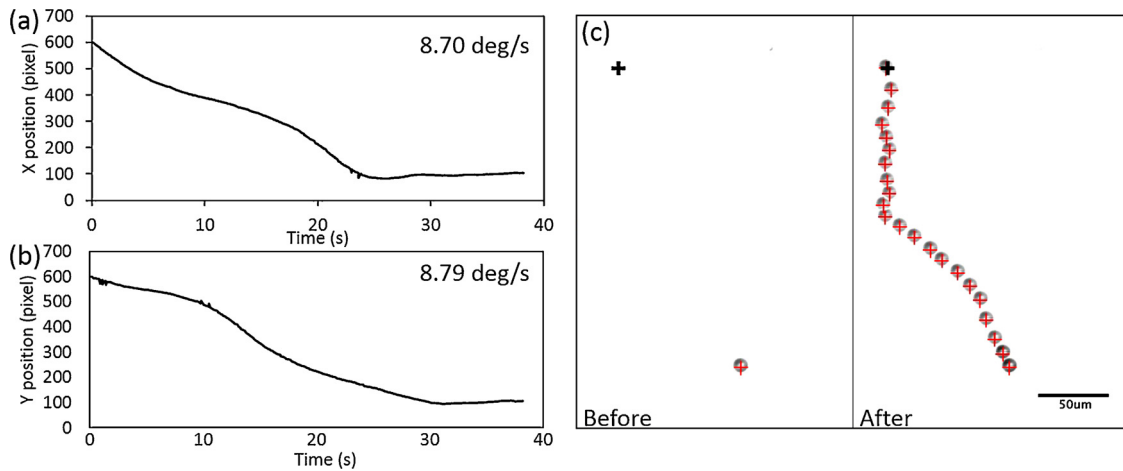 (a)
700
600
500
400
300
200
100
0
X position (pixel)
8.70 deg/s
0 10 20 30 40
Time (s)
(b)
700
600
500
400
300
200
100
0
Y position (pixel)
8.79 deg/s
0 10 20 30 40
Time (s)
(c)
Before
After
50um